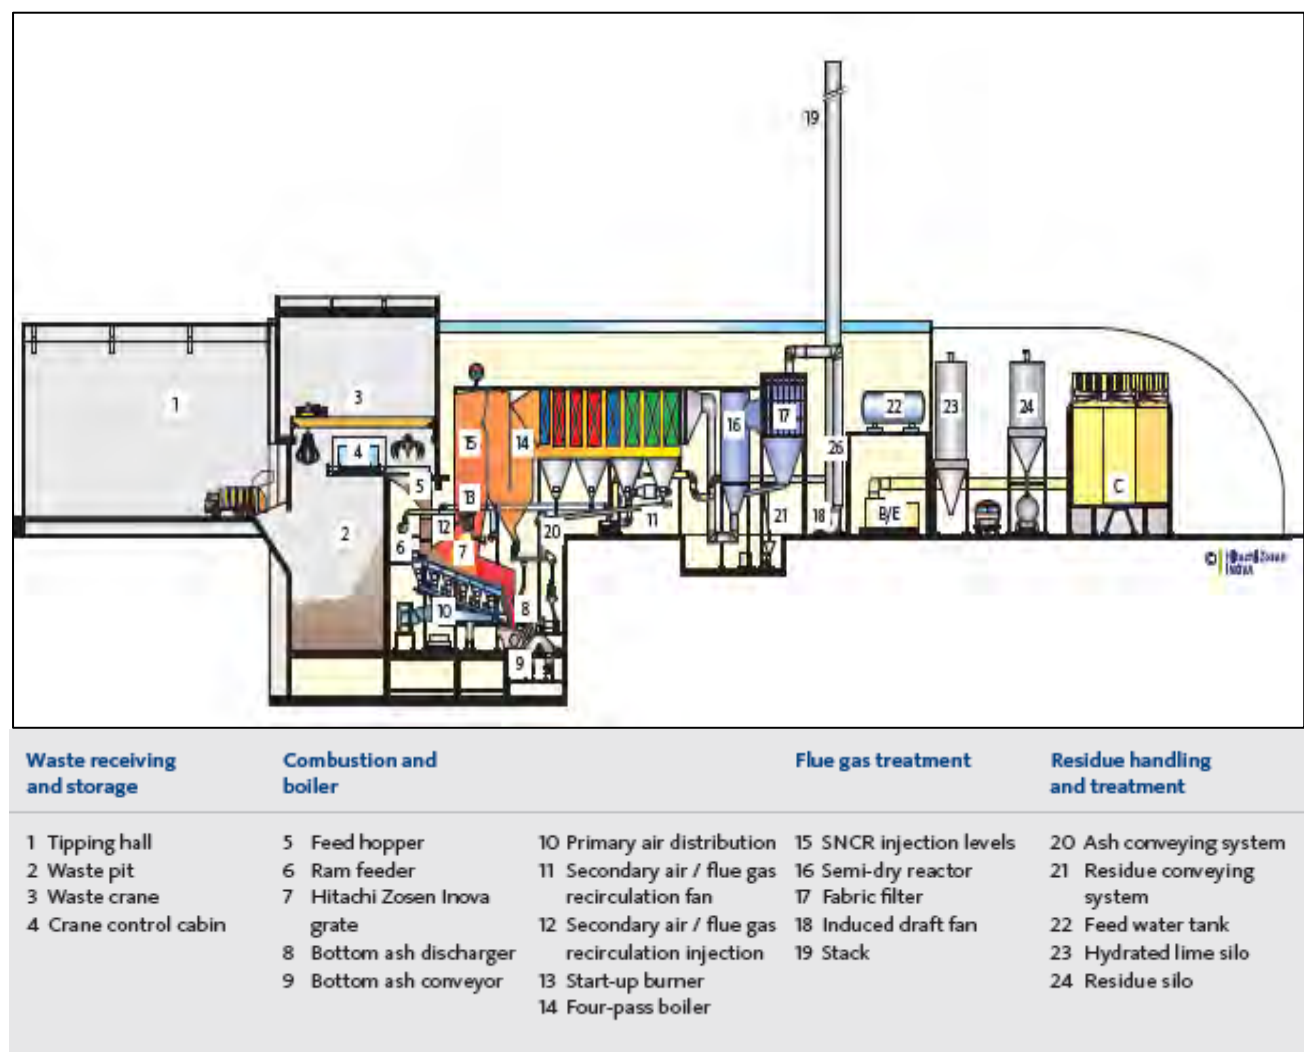 19
1
3
4
15
14
16
17
22
23
24
5
13
26
C
2
12
11
20
21
18
B/E
6
7
10
8
9
©
Hitachi Zosen
INOVA
Waste receiving
and storage
1 Tipping hall
2 Waste pit
3 Waste crane
4 Crane control cabin
Combustion and
boiler
5 Feed hopper
6 Ram feeder
7 Hitachi Zosen Inova
grate
8 Bottom ash discharger
9 Bottom ash conveyor
10 Primary air distribution
11 Secondary air / flue gas
recirculation fan
12 Secondary air / flue gas
recirculation injection
13 Start-up burner
14 Four-pass boiler
Flue gas treatment
15 SNCR injection levels
16 Semi-dry reactor
17 Fabric filter
18 Induced draft fan
19 Stack
Residue handling
and treatment
20 Ash conveying system
21 Residue conveying
system
22 Feed water tank
23 Hydrated lime silo
24 Residue silo